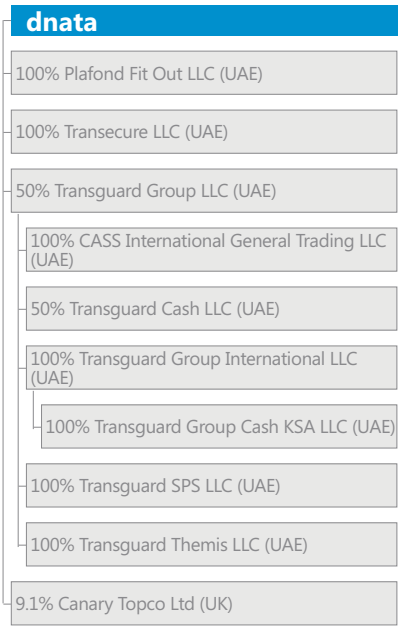 dnata
100% Plafond Fit Out LLC (UAE)
100% Transecure LLC (UAE)
50% Transguard Group LLC (UAE)
100% CASS International General Trading LLC
(UAE)
50% Transguard Cash LLC (UAE)
100% Transguard Group International LLC
(UAE)
100% Transguard Group Cash KSA LLC (UAE)
100% Transguard SPS LLC (UAE)
100% Transguard Themis LLC (UAE)
9.1% Canary Topco Ltd (UK)